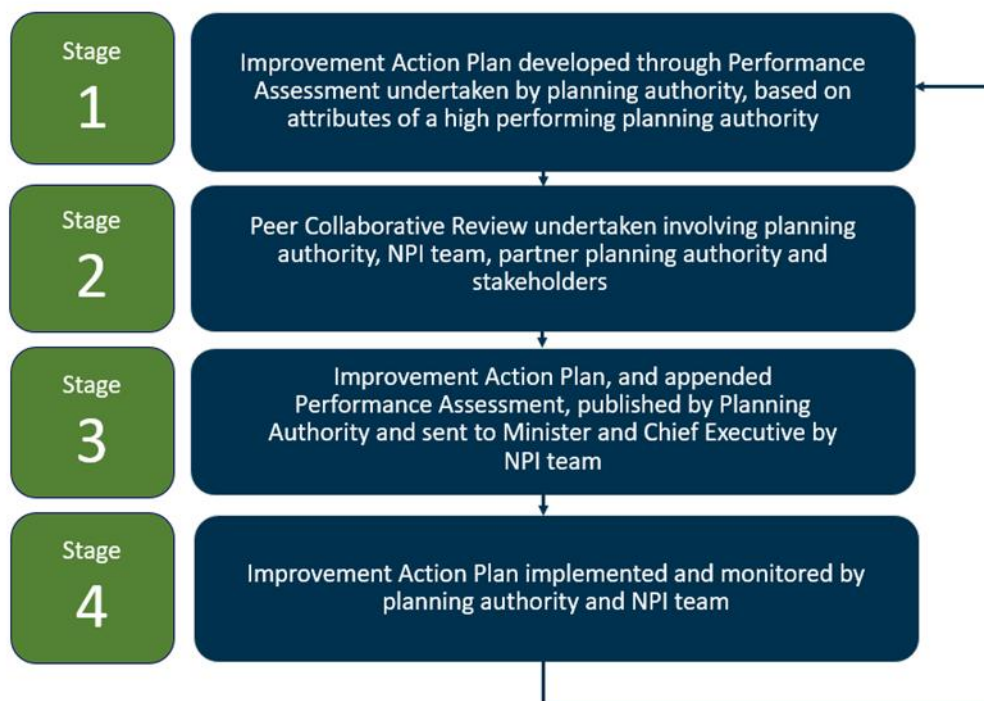 Stage
1
Improvement Action Plan developed through Performance
Assessment undertaken by planning authority, based on
attributes of a high performing planning authority
Stage
2
Peer Collaborative Review undertaken involving planning
authority, NPI team, partner planning authority and
stakeholders
Stage
3
Improvement Action Plan, and appended
Performance Assessment, published by Planning
Authority and sent to Minister and Chief Executive by
NPI team
Stage
4
Improvement Action Plan implemented and monitored by
planning authority and NPI team